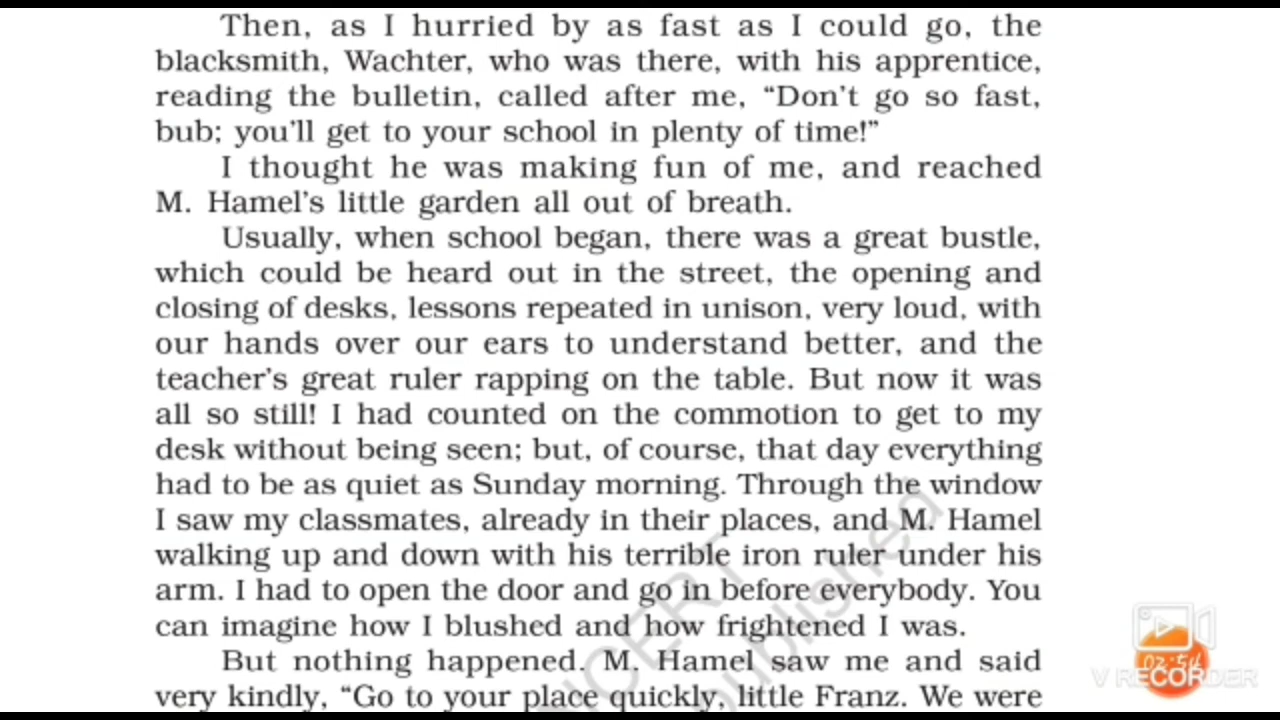 Then, as I hurried by as fast as I could go, the
blacksmith, Wachter, who was there, with his apprentice,
reading the bulletin, called after me, “Don't go so fast,
bub; you'll get to your school in plenty of time!”
I thought he was making fun of me, and reached
M. Hamel's little garden all out of breath.
Usually, when school began, there was a great bustle,
which could be heard out in the street, the opening and
closing of desks, lessons repeated in unison, very loud, with
our hands over our ears to understand better, and the
teacher's great ruler rapping on the table. But now it was
all so still! I had counted on the commotion to get to my
desk without being seen; but, of course, that day everything
had to be as quiet as Sunday morning. Through the window
I saw my classmates, already in their places, and M. Hamel
walking up and down with his terrible iron ruler under his
arm. I had to open the door and go in before everybody. You
can imagine how I blushed and how frightened I was.
But nothing happened. M. Hamel saw me and said
very kindly, “Go to your place quickly, little Franz. We were
NCERT
published
02:54
V RECORDER